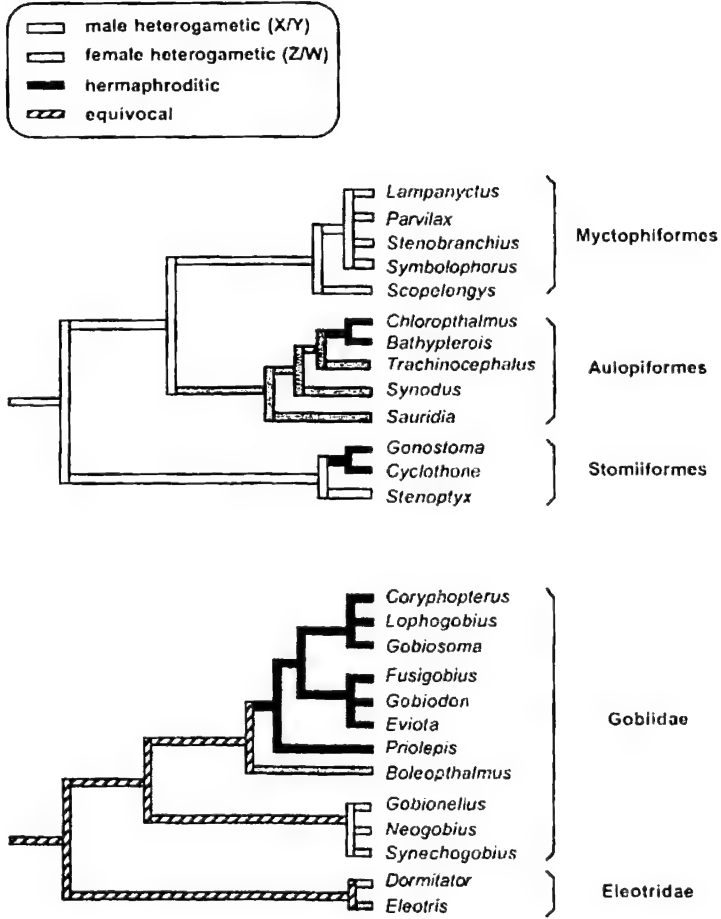 male heterogametic (X/Y)
female heterogametic (Z/W)
hermaphroditic
equivocal
Lampanyctus
Parvilax
Stenobranchius
Symbolophorus
Scopelongys
Myctophiformes
Chloropthalmus
Bathypterois
Trachinocephalus
Synodus
Sauridia
Aulopiformes
Gonostoma
Cyclothone
Stenoptyx
Stomiiformes
Coryphopterus
Lophogobius
Gobiosoma
Fusigobius
Gobiodon
Eviota
Priolepis
Boleopthalmus
Gobionellus
Neogobius
Synechogobius
Gobiidae
Dormitator
Eleotris
Eleotridae